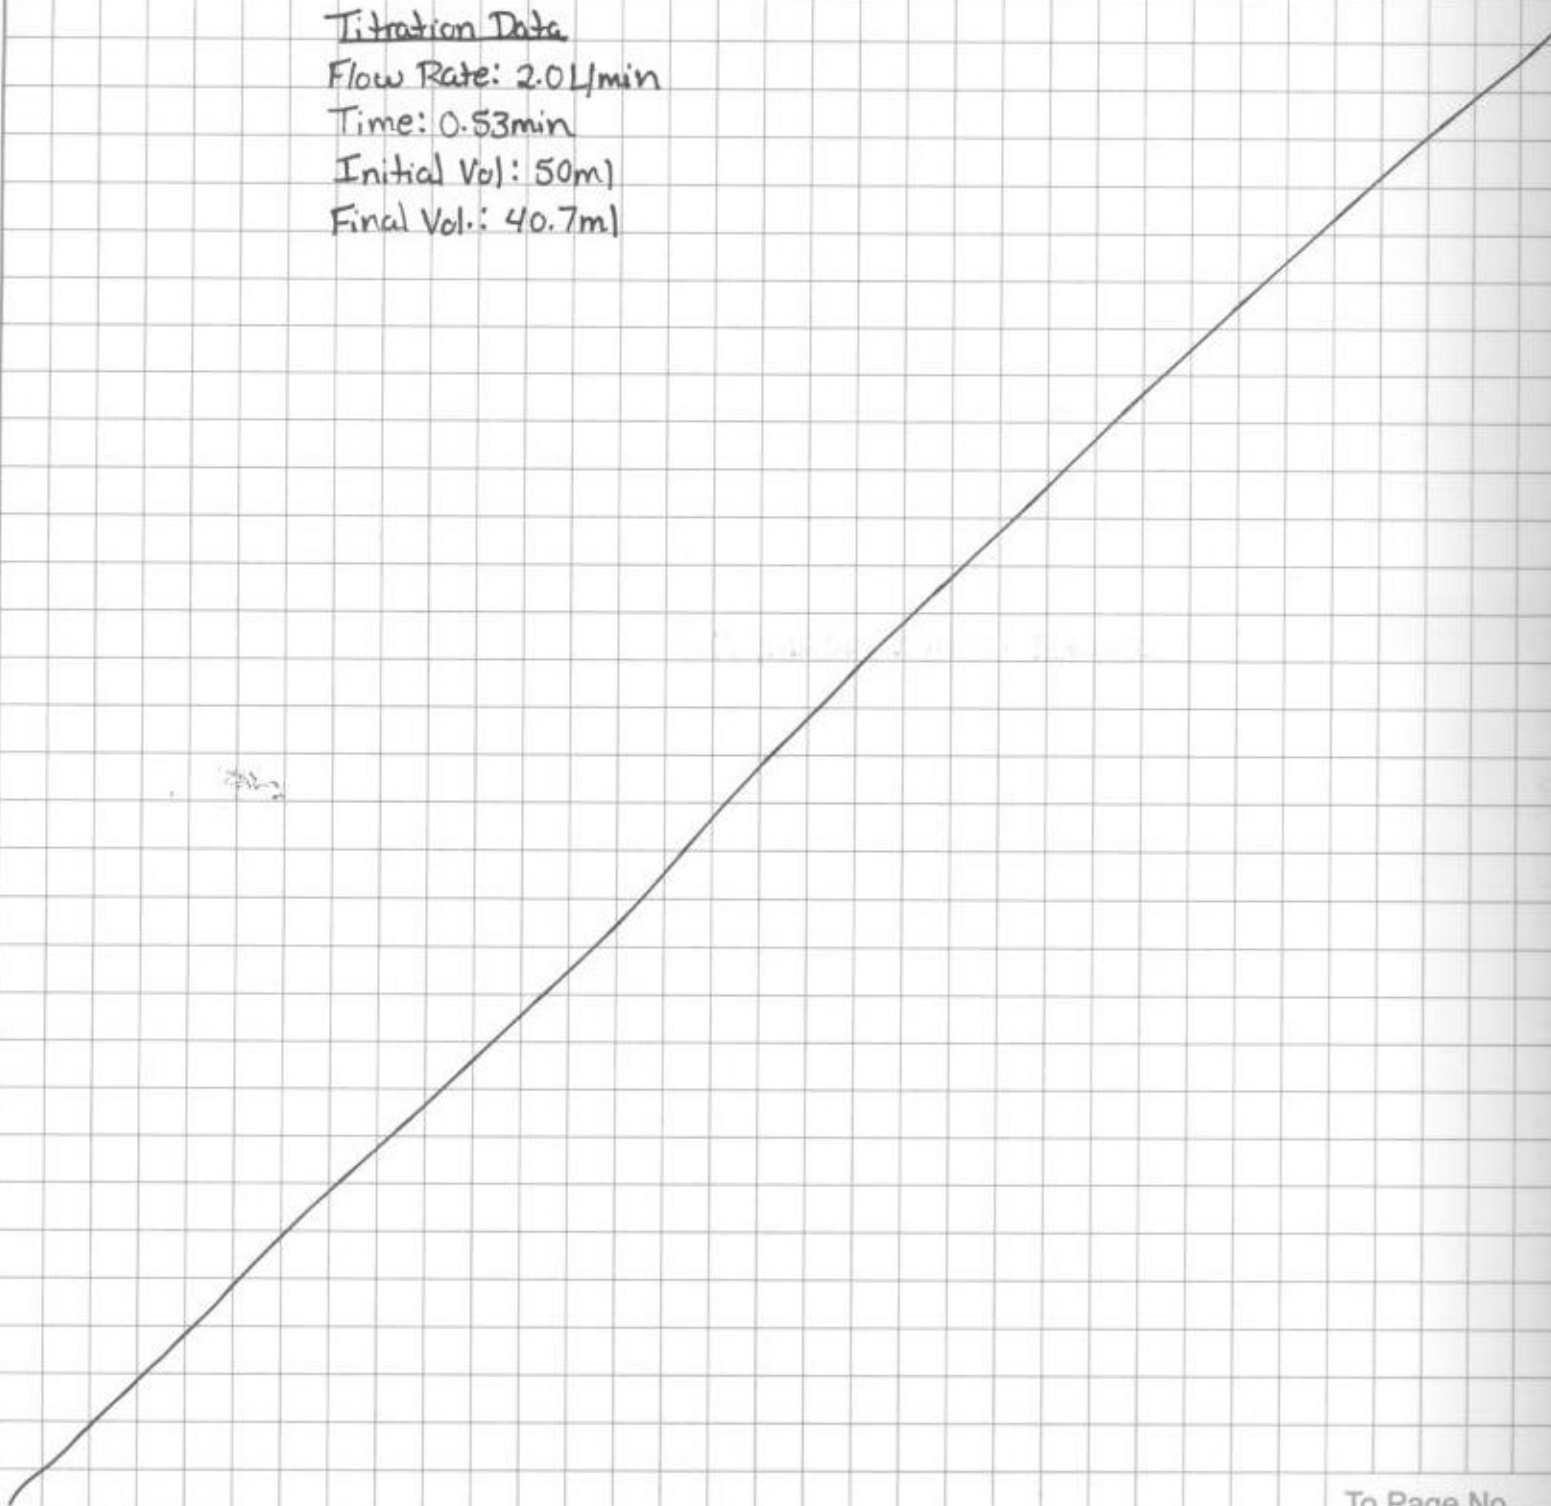 Titration Data
Flow Rate: 2.0 L/min
Time: 0.53min
Initial Vol: 50ml
Final Vol.: 40.7ml
To Page No.